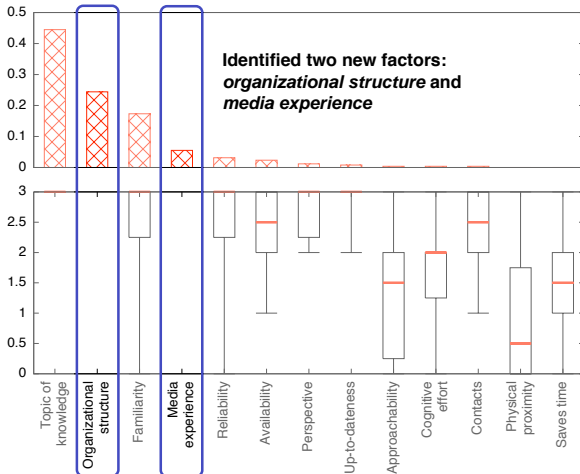 0.5
0.4
0.3
0.2
0.1
0
Identified two new factors:
organizational structure and
media experience
3
2.5
2
1.5
1
0.5
0
Topic of
knowledge
Organizational
structure
Familiarity
Media
experience
Reliability
Availability
Perspective
Up-to-dateness
Approachability
Cognitive
effort
Contacts
Physical
proximity
Saves time